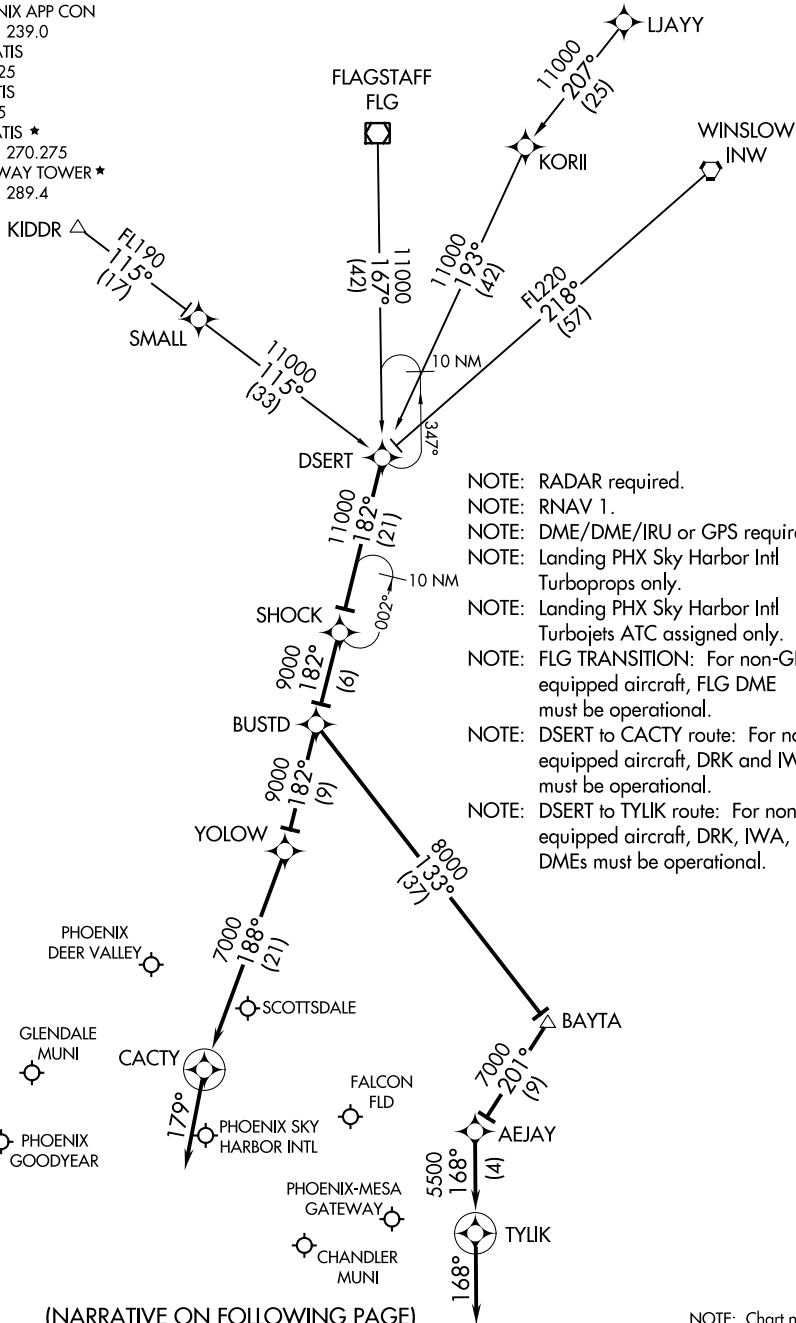 NIX APP CON
239.0
ATIS
25
TIS
5
ATIS ★
270.275
WAY TOWER ★
289.4
LJAYY
11000
207°
(25)
FLAGSTAFF
FLG
KORII
WINSLOW
INW
KIDDR
FL190
115°
(17)
SMALL
11000
115°
(33)
11000
167°
(42)
11000
193°
(42)
FL220
218°
(57)
10 NM
347°
DSERT
11000
182°
(21)
10 NM
002°
SHOCK
9000
182°
(6)
BUSTD
9000
182°
(9)
YOLOW
NOTE: RADAR required.
NOTE: RNAV 1.
NOTE: DME/DME/IRU or GPS require
NOTE: Landing PHX Sky Harbor Intl
Turboprops only.
NOTE: Landing PHX Sky Harbor Intl
Turbojets ATC assigned only.
NOTE: FLG TRANSITION: For non-GP
equipped aircraft, FLG DME
must be operational.
NOTE: DSERT to CACTY route: For no
equipped aircraft, DRK and IW
must be operational.
NOTE: DSERT to TYLIK route: For non
equipped aircraft, DRK, IWA,
DMEs must be operational.
8000
133°
(37)
7000
188°
(21)
PHOENIX
DEER VALLEY
SCOTTSDALE
BAYTA
GLENDALE
MUNI
CACTY
179°
7000
201°
(9)
FALCON
FLD
AEJAY
PHOENIX SKY
HARBOR INTL
PHOENIX
GOODYEAR
5500
168°
(4)
PHOENIX-MESA
GATEWAY
TYLIK
CHANDLER
MUNI
168°
(NARRATIVE ON FOLLOWING PAGE)
NOTE: Chart n